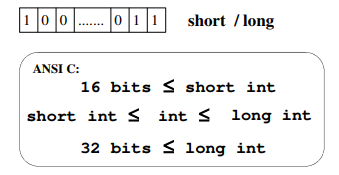 1 0 0 ....... 0 1 1 short / long
ANSI C:
16 bits ≤ short int
short int ≤ int ≤ long int
32 bits ≤ long int